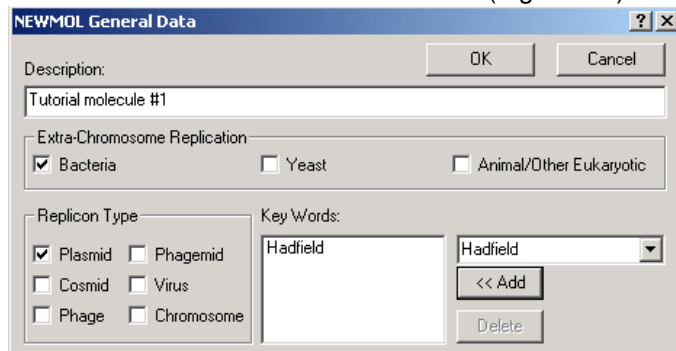 NEWMOL General Data
OK Cancel
Description:
Tutorial molecule #1
Extra-Chromosome Replication
Bacteria Yeast Animal/Other Eukaryotic
Replicon Type Key Words:
Plasmid Phagemid Hadfield Hadfield
Cosmid Virus << Add
Phage Chromosome Delete